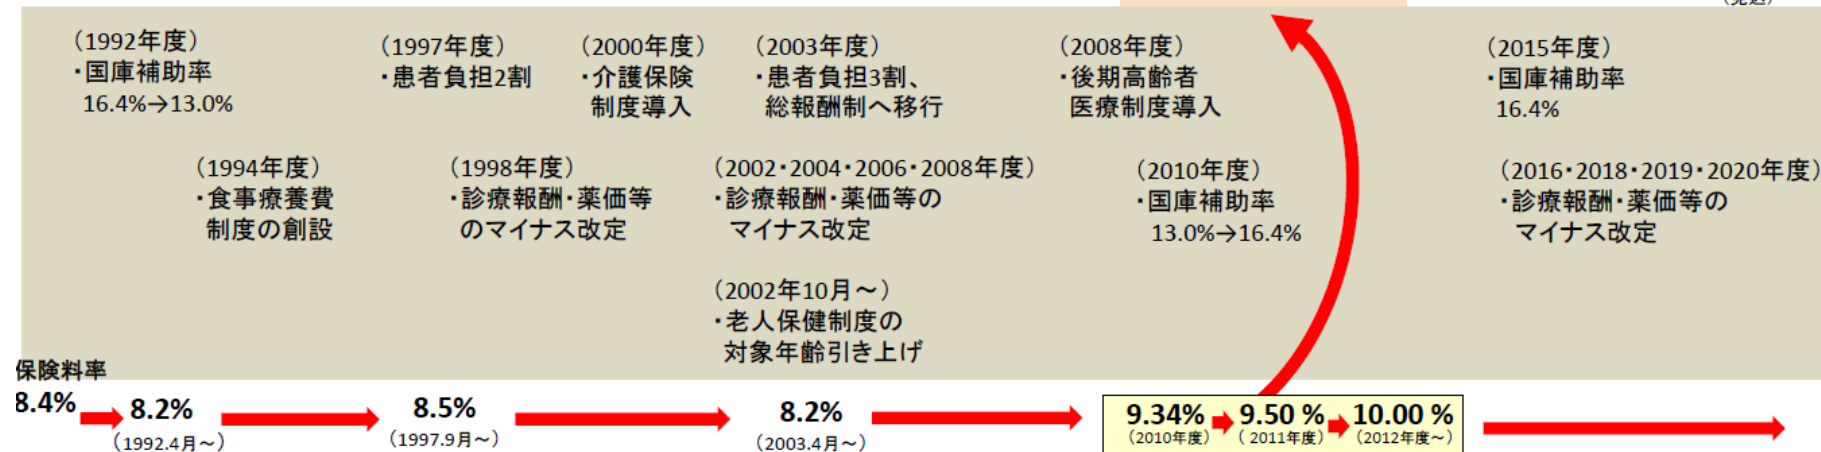 (見込)
(1992年度)
・国庫補助率
16.4%→13.0%
(1997年度)
・患者負担2割
(2000年度)
・介護保険
制度導入
(2003年度)
・患者負担3割、
総報酬制へ移行
(2008年度)
・後期高齢者
医療制度導入
(2015年度)
・国庫補助率
16.4%
(1994年度)
・食事療養費
制度の創設
(1998年度)
・診療報酬・薬価等
のマイナス改定
(2002・2004・2006・2008年度)
・診療報酬・薬価等の
マイナス改定
(2010年度)
・国庫補助率
13.0%→16.4%
(2016・2018・2019・2020年度)
・診療報酬・薬価等の
マイナス改定
(2002年10月～)
・老人保健制度の
対象年齢引き上げ
保険料率
8.4%
8.2%
(1992.4月～)
8.5%
(1997.9月～)
8.2%
(2003.4月～)
9.34%
(2010年度)
9.50 %
( 2011年度)
10.00 %
(2012年度～)